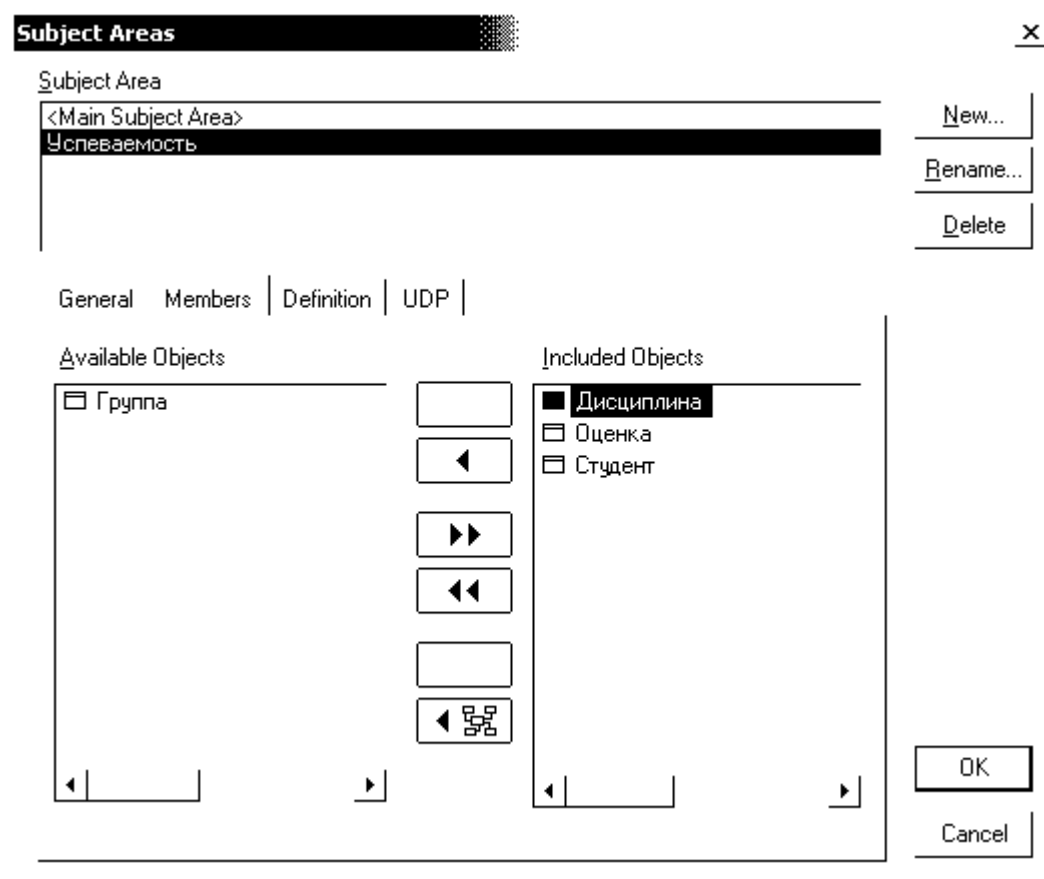 Subject Areas
Subject Area
<Main Subject Area>
Успеваемость
New...
Rename...
Delete
General Members Definition UDP
Available Objects
Included Objects
Группа
Дисциплина
Оценка
Студент
OK
Cancel